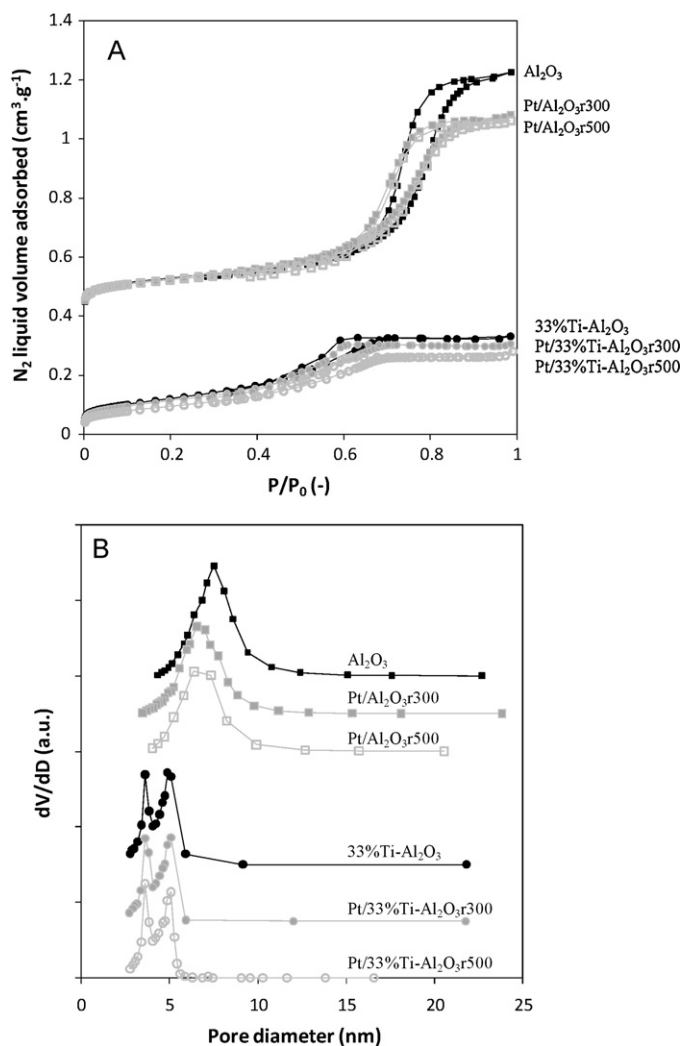 A
N₂ liquid volume adsorbed (cm³·g⁻¹)
1.4
1.2
1
0.8
0.6
0.4
0.2
0
Al₂O₃
Pt/Al₂O₃r300
Pt/Al₂O₃r500
33%Ti-Al₂O₃
Pt/33%Ti-Al₂O₃r300
Pt/33%Ti-Al₂O₃r500
0 0.2 0.4 0.6 0.8 1
P/P₀ (-)
B
dV/dD (a.u.)
Al₂O₃
Pt/Al₂O₃r300
Pt/Al₂O₃r500
33%Ti-Al₂O₃
Pt/33%Ti-Al₂O₃r300
Pt/33%Ti-Al₂O₃r500
0 5 10 15 20 25
Pore diameter (nm)